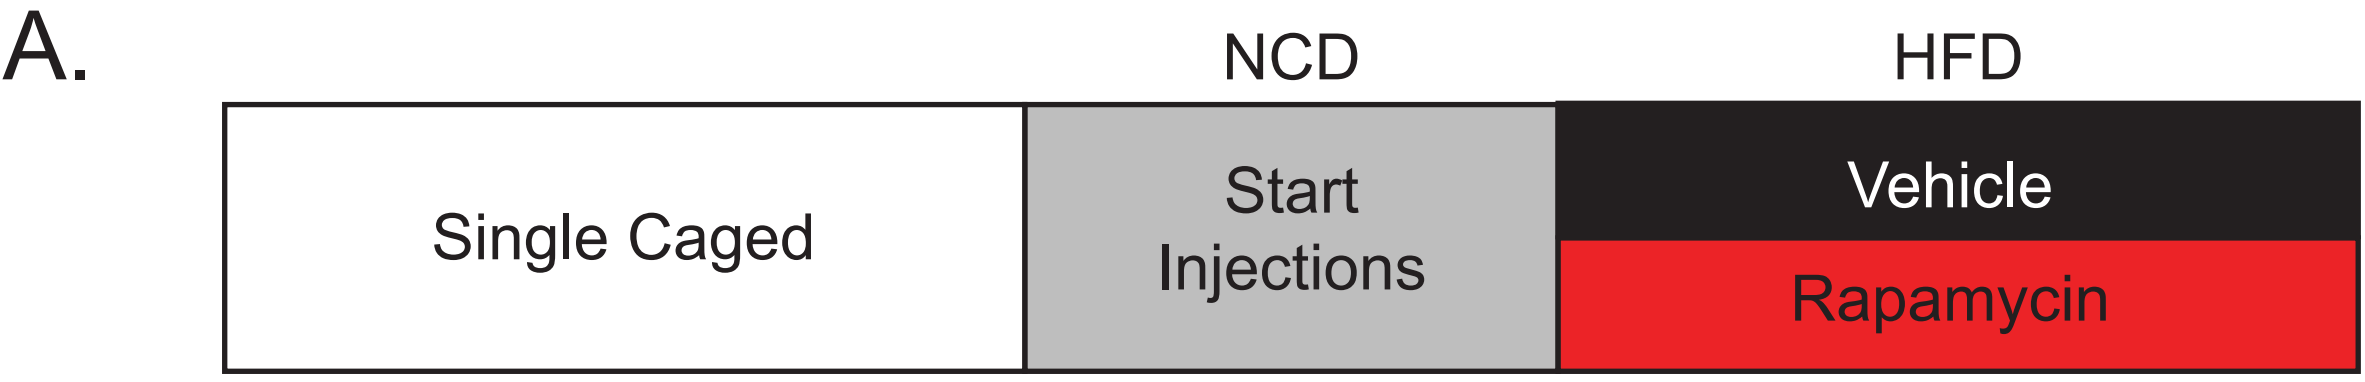 A.
NCD
HFD
Single Caged
Start
Injections
Vehicle
Rapamycin